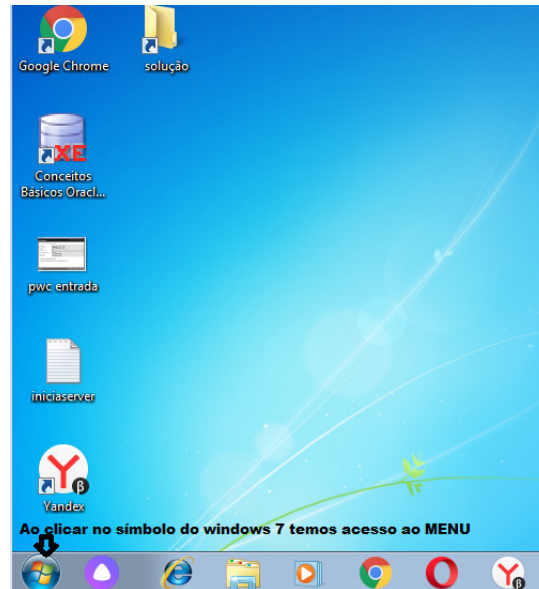 Google Chrome
solução
XE
Conceitos
Básicos Oracl...
pwc entrada
iniciaserver
Y
β
Yandex
Ao clicar no símbolo do windows 7 temos acesso ao MENU
Y
β